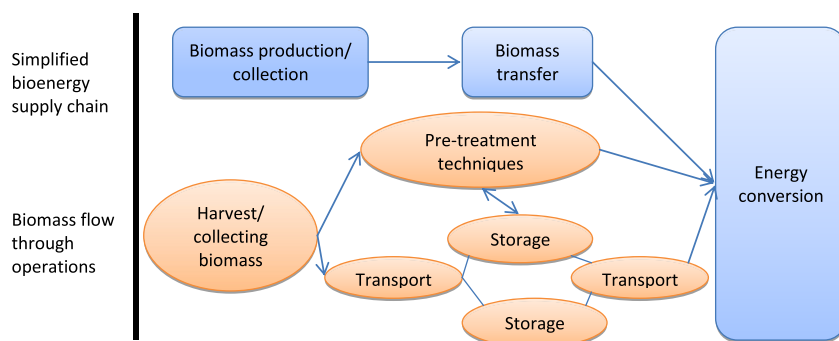 Simplified
bioenergy
supply chain
Biomass production/
collection
Biomass
transfer
Energy
conversion
Biomass flow
through
operations
Harvest/
collecting
biomass
Pre-treatment
techniques
Storage
Transport
Transport
Storage